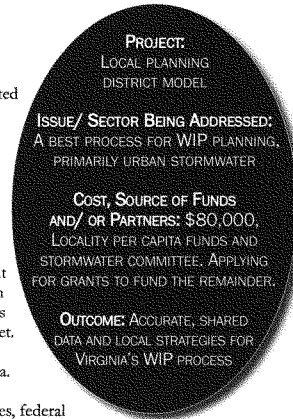 PROJECT:
LOCAL PLANNING
DISTRICT MODEL
ISSUE/ SECTOR BEING ADDRESSED:
A BEST PROCESS FOR WIP PLANNING,
PRIMARILY URBAN STORMWATER
COST, SOURCE OF FUNDS
AND/ OR PARTNERS: $80,000,
LOCALITY PER CAPITA FUNDS AND
STORMWATER COMMITTEE. APPLYING
FOR GRANTS TO FUND THE REMAINDER.
OUTCOME: ACCURATE, SHARED
DATA AND LOCAL STRATEGIES FOR
VIRGINIA'S WIP PROCESS
es, federal